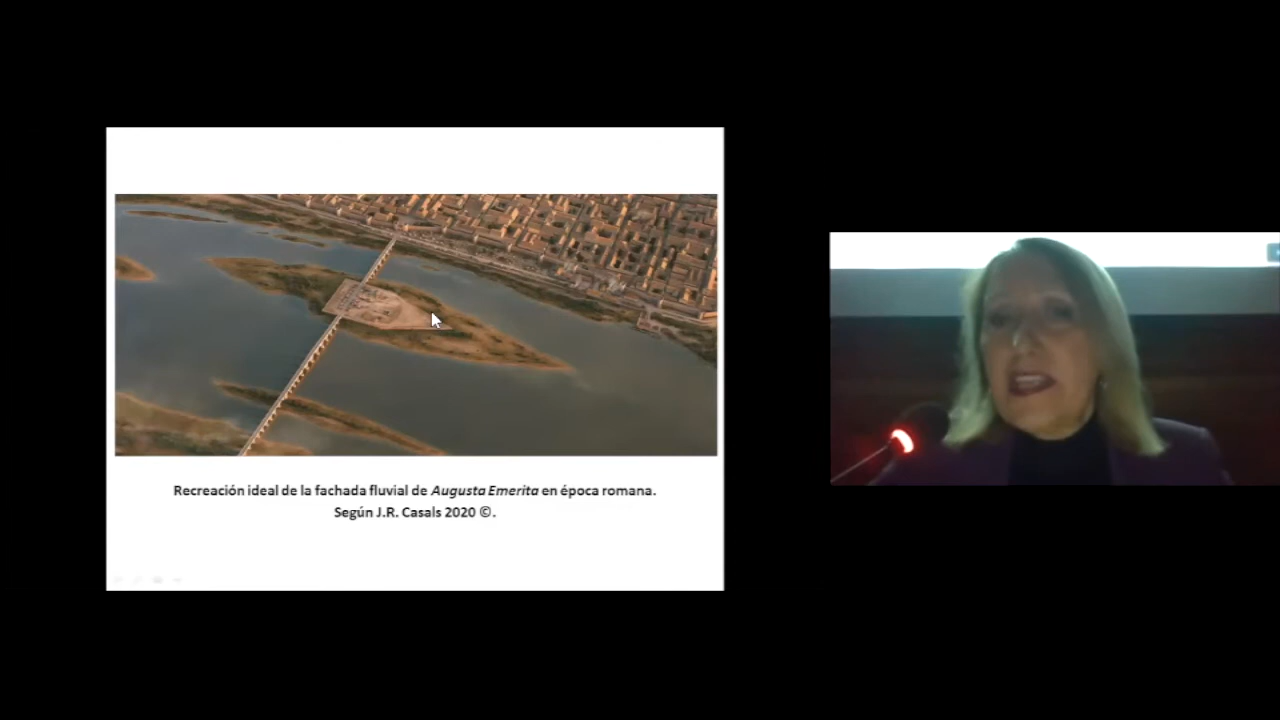 Recreación ideal de la fachada fluvial de Augusta Emerita en época romana.
Según J.R. Casals 2020 ©.